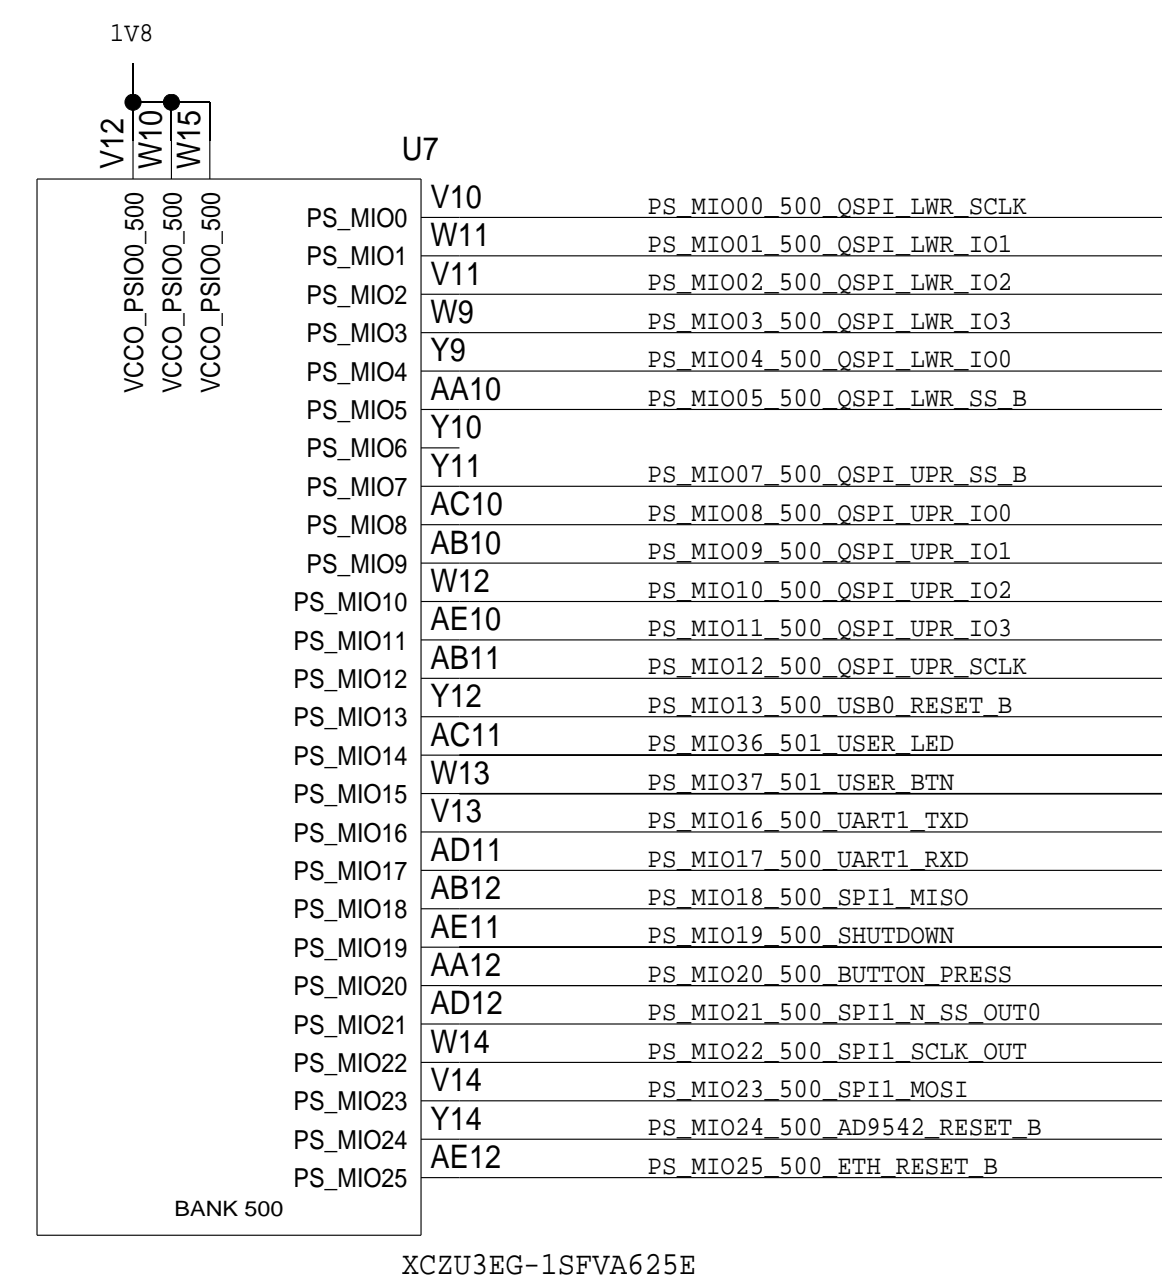 1V8
V12
W10
W15
U7
VCCO_PSIO0_500
VCCO_PSIO0_500
VCCO_PSIO0_500
PS_MIO0 V10 PS_MIO00_500_QSPI_LWR_SCLK
PS_MIO1 W11 PS_MIO01_500_QSPI_LWR_IO1
PS_MIO2 V11 PS_MIO02_500_QSPI_LWR_IO2
PS_MIO3 W9 PS_MIO03_500_QSPI_LWR_IO3
PS_MIO4 Y9 PS_MIO04_500_QSPI_LWR_IO0
PS_MIO5 AA10 PS_MIO05_500_QSPI_LWR_SS_B
PS_MIO6 Y10
PS_MIO7 Y11 PS_MIO07_500_QSPI_UPR_SS_B
PS_MIO8 AC10 PS_MIO08_500_QSPI_UPR_IO0
PS_MIO9 AB10 PS_MIO09_500_QSPI_UPR_IO1
PS_MIO10 W12 PS_MIO10_500_QSPI_UPR_IO2
PS_MIO11 AE10 PS_MIO11_500_QSPI_UPR_IO3
PS_MIO12 AB11 PS_MIO12_500_QSPI_UPR_SCLK
PS_MIO13 Y12 PS_MIO13_500_USB0_RESET_B
PS_MIO14 AC11 PS_MIO36_501_USER_LED
PS_MIO15 W13 PS_MIO37_501_USER_BTN
PS_MIO16 V13 PS_MIO16_500_UART1_TXD
PS_MIO17 AD11 PS_MIO17_500_UART1_RXD
PS_MIO18 AB12 PS_MIO18_500_SPI1_MISO
PS_MIO19 AE11 PS_MIO19_500_SHUTDOWN
PS_MIO20 AA12 PS_MIO20_500_BUTTON_PRESS
PS_MIO21 AD12 PS_MIO21_500_SPI1_N_SS_OUT0
PS_MIO22 W14 PS_MIO22_500_SPI1_SCLK_OUT
PS_MIO23 V14 PS_MIO23_500_SPI1_MOSI
PS_MIO24 Y14 PS_MIO24_500_AD9542_RESET_B
PS_MIO25 AE12 PS_MIO25_500_ETH_RESET_B
BANK 500
XCZU3EG-1SFVA625E